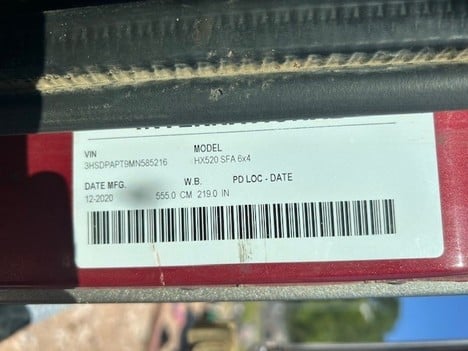 VIN MODEL
3HSDPAPT9MN585216 HX520 SFA 6x4
DATE MFG. W.B. PD LOC - DATE
12-2020 555.0 CM 219.0 IN